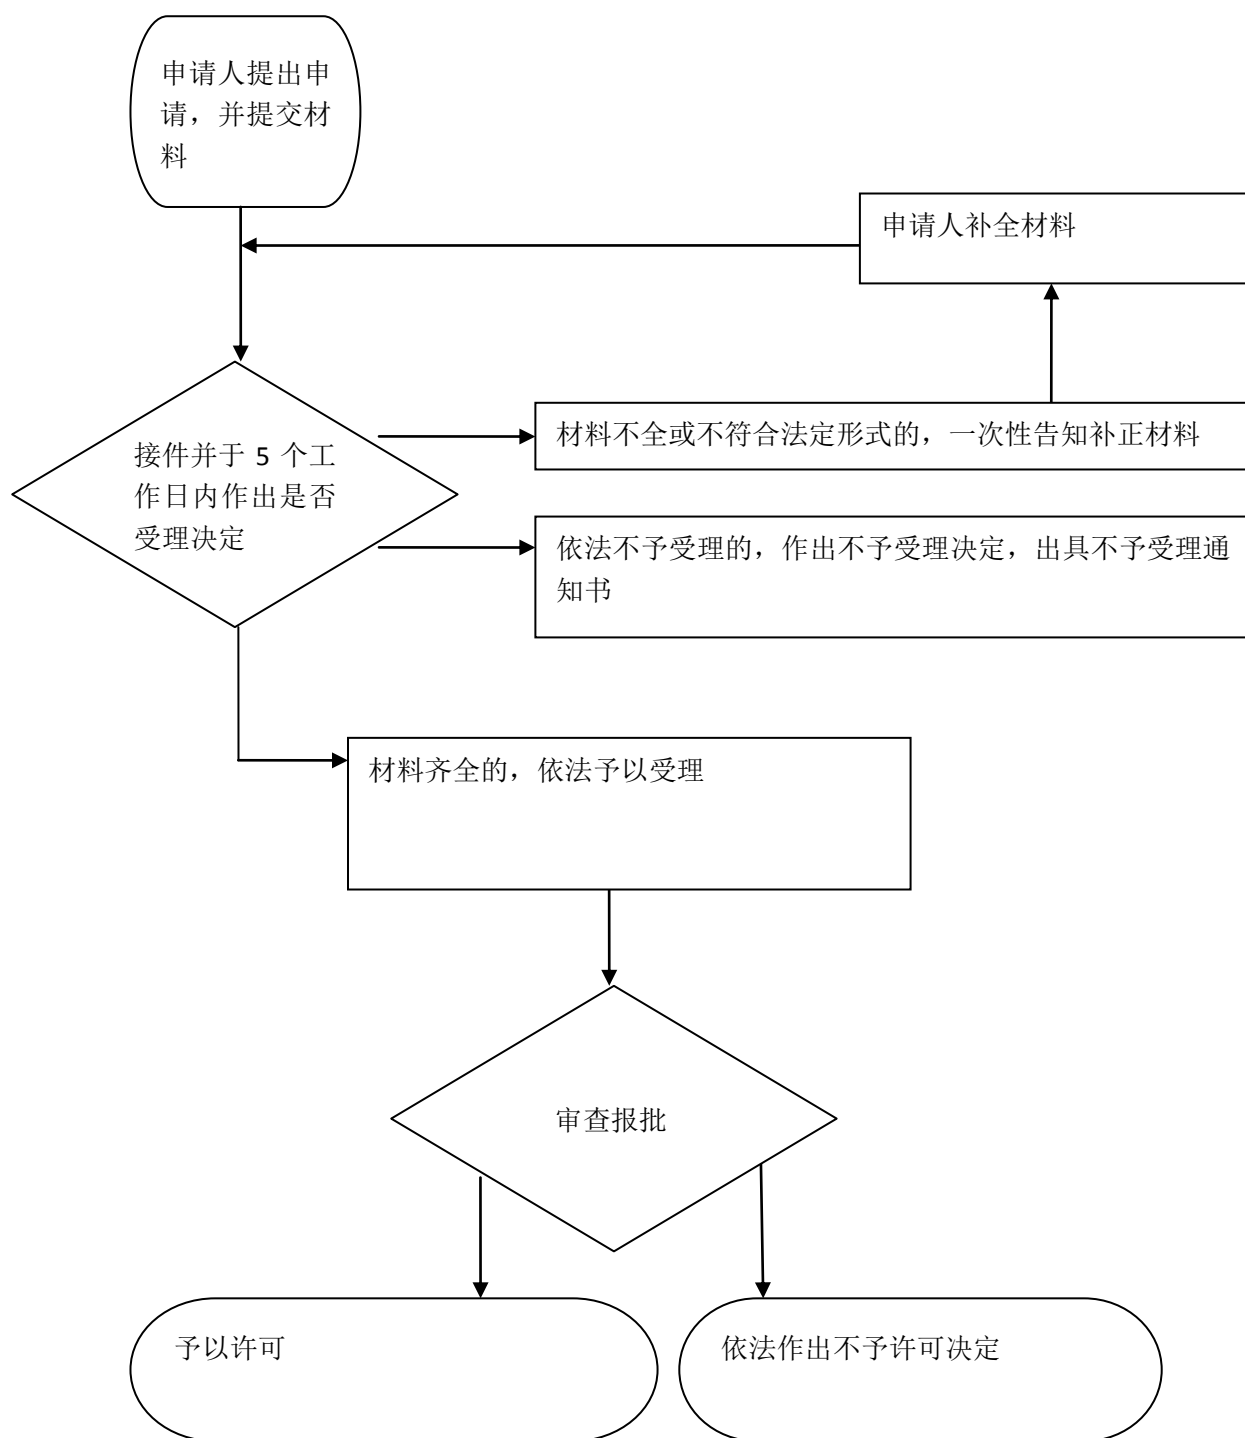 申请人提出申
请，并提交材
料
申请人补全材料
材料不全或不符合法定形式的，一次性告知补正材料
接件并于 5 个工
作日内作出是否
受理决定
依法不予受理的，作出不予受理决定，出具不予受理通
知书
材料齐全的，依法予以受理
审查报批
予以许可
依法作出不予许可决定